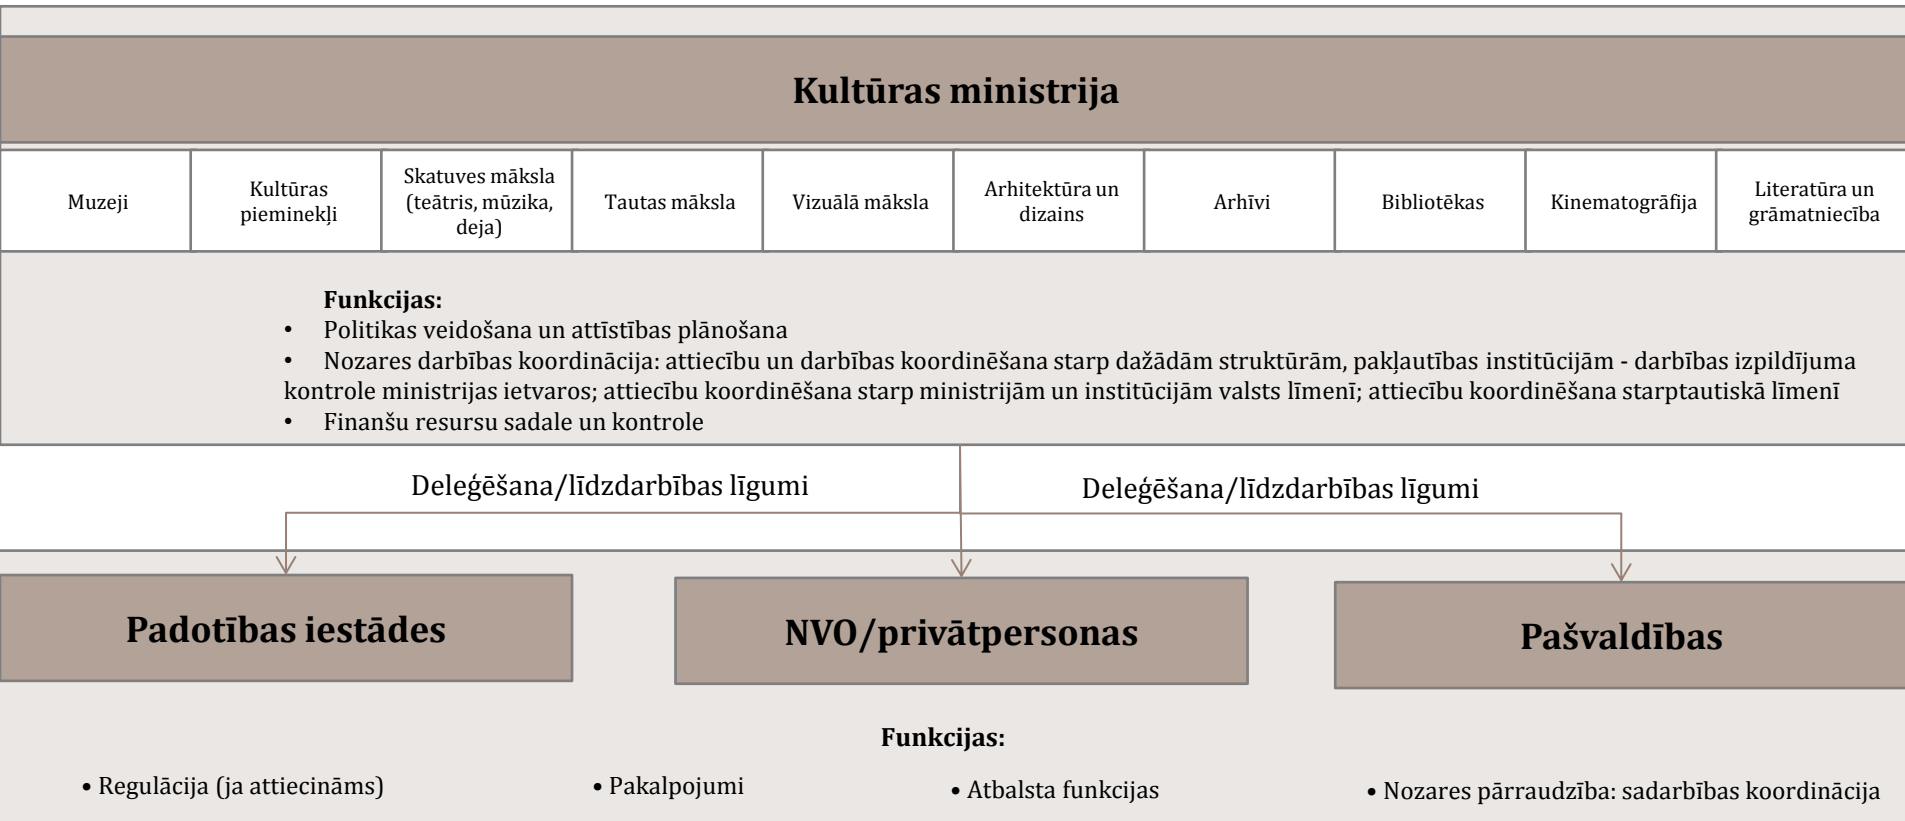 Kultūras ministrija
Muzeji
Kultūras
pieminekļi
Skatuves māksla
(teātris, mūzika,
deja)
Tautas māksla
Vizuālā māksla
Arhitektūra un
dizains
Arhīvi
Bibliotēkas
Kinematogrāfija
Literatūra un
grāmatniecība
Funkcijas:
• Politikas veidošana un attīstības plānošana
• Nozares darbības koordinācija: attiecību un darbības koordinēšana starp dažādām struktūrām, pakļautības institūcijām - darbības izpildījuma
kontrole ministrijas ietvaros; attiecību koordinēšana starp ministrijām un institūcijām valsts līmenī; attiecību koordinēšana starptautiskā līmenī
• Finanšu resursu sadale un kontrole
Deleģēšana/līdzdarbības līgumi
Deleģēšana/līdzdarbības līgumi
Padotības iestādes
NVO/privātpersonas
Pašvaldības
Funkcijas:
• Regulācija (ja attiecināms)
• Pakalpojumi
• Atbalsta funkcijas
• Nozares pārraudzība: sadarbības koordinācija